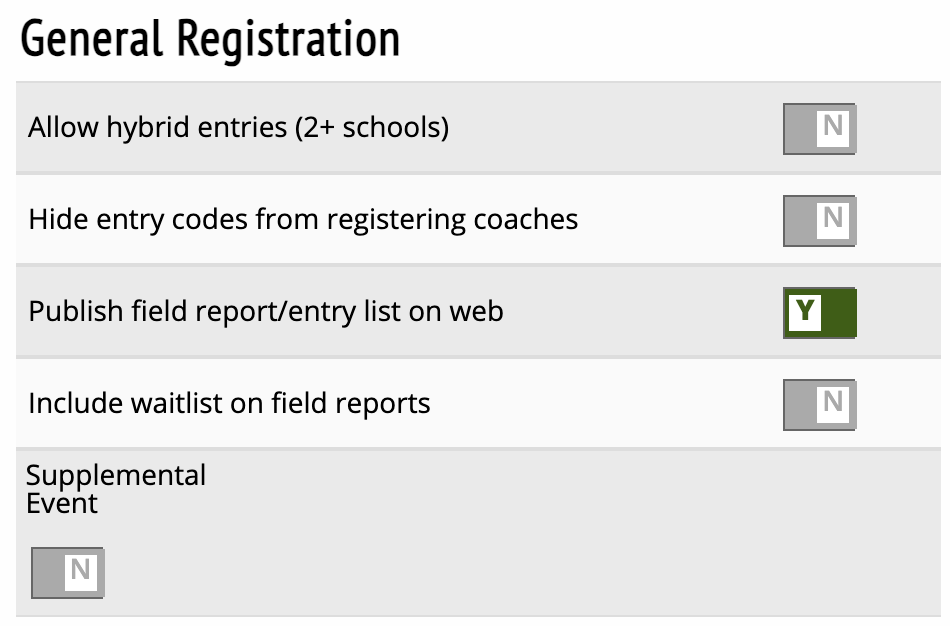 General Registration
Allow hybrid entries (2+ schools) N
Hide entry codes from registering coaches N
Publish field report/entry list on web Y
Include waitlist on field reports N
Supplemental
Event
N